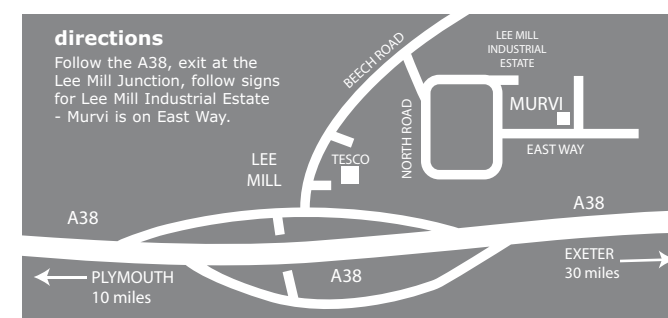 directions
Follow the A38, exit at the
Lee Mill Junction, follow signs
for Lee Mill Industrial Estate
- Murvi is on East Way.
BEECH ROAD
LEE MILL
INDUSTRIAL
ESTATE
MURVI
NORTH ROAD
EAST WAY
LEE
MILL
TESCO
A38
A38
A38
PLYMOUTH
10 miles
EXETER
30 miles